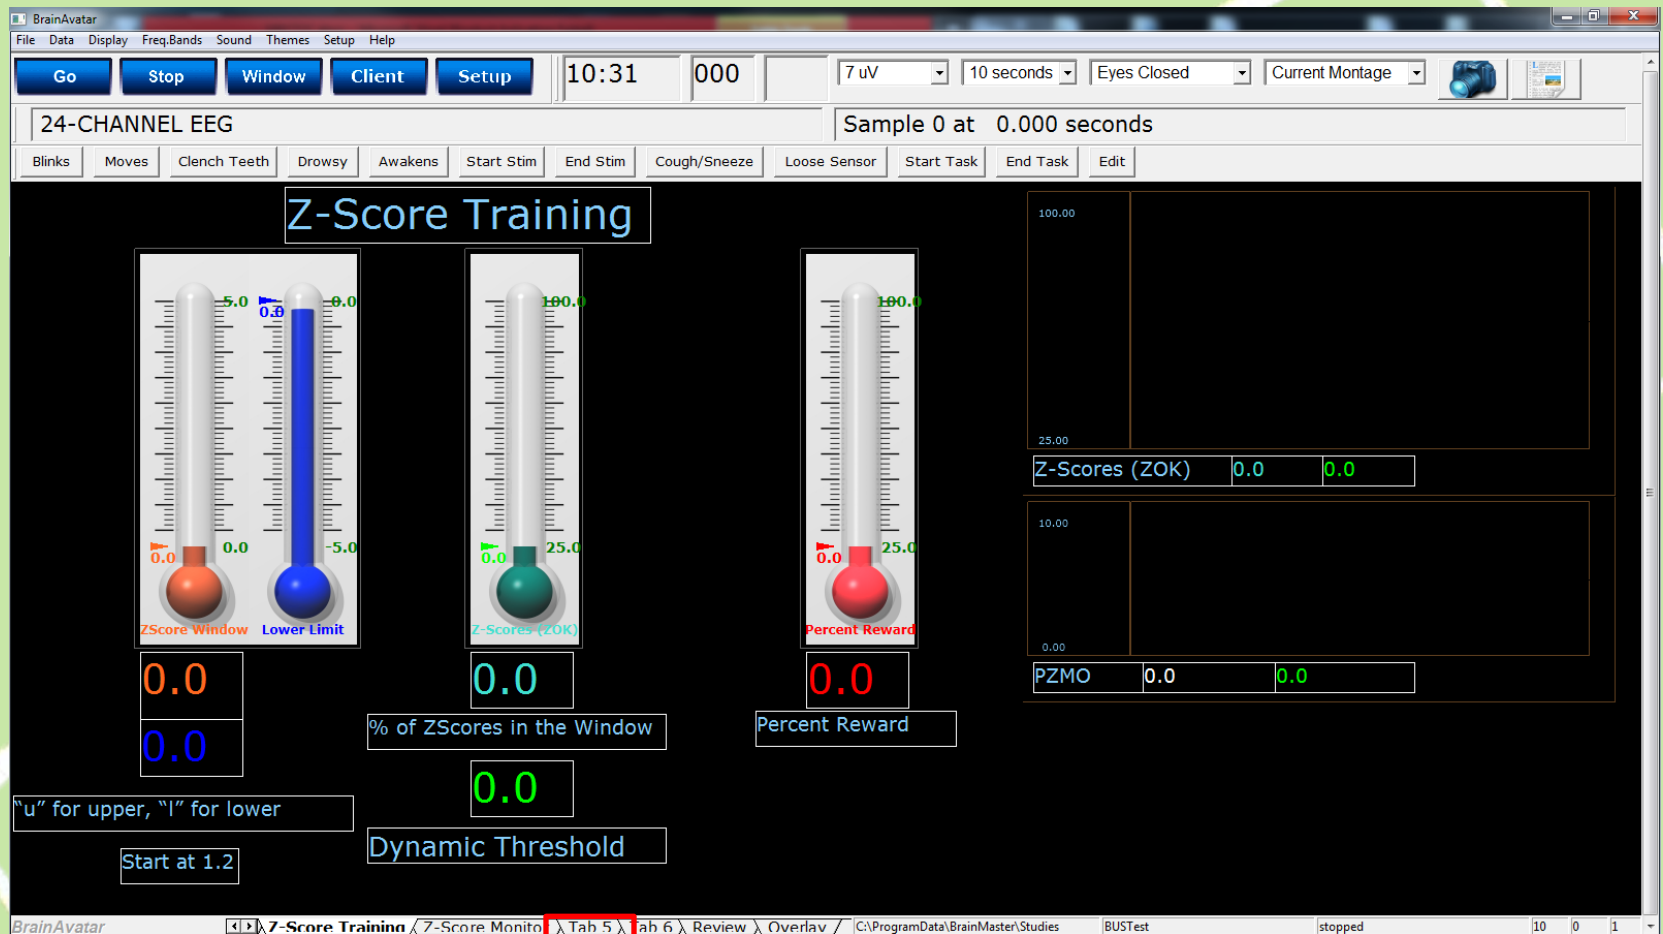 BrainAvatar
File Data Display Freq.Bands Sound Themes Setup Help
Go Stop Window Client Setup 10:31 000 7 uV 10 seconds Eyes Closed Current Montage
24-CHANNEL EEG Sample 0 at 0.000 seconds
Blinks Moves Clench Teeth Drowsy Awakens Start Stim End Stim Cough/Sneeze Loose Sensor Start Task End Task Edit
Z-Score Training
5.0 0.0 0.0 100.0 100.0
0.0 0.0 -5.0 0.0 25.0 0.0 25.0
ZScore Window Lower Limit Z-Scores (ZOK) Percent Reward
0.0 0.0 0.0
0.0
% of ZScores in the Window
Percent Reward
0.0
"u" for upper, "l" for lower
Dynamic Threshold
Start at 1.2
100.00
25.00
Z-Scores (ZOK) 0.0 0.0
10.00
0.00
PZMO 0.0 0.0
BrainAvatar Z-Score Training Z-Score Monito Tab 5 Tab 6 Review Overlay C:\ProgramData\BrainMaster\Studies BUSTest stopped 10 0 1